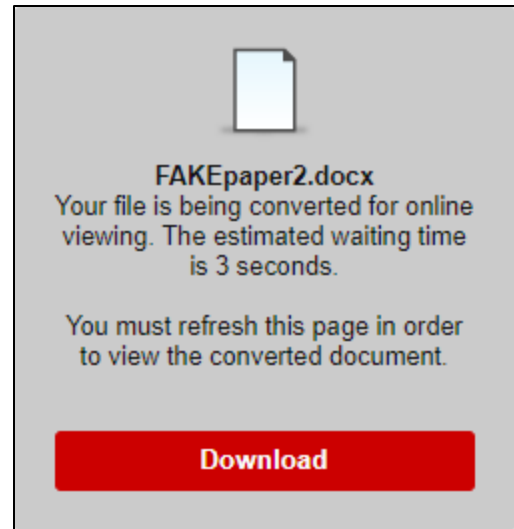 FAKEpaper2.docx
Your file is being converted for online
viewing. The estimated waiting time
is 3 seconds.
You must refresh this page in order
to view the converted document.
Download